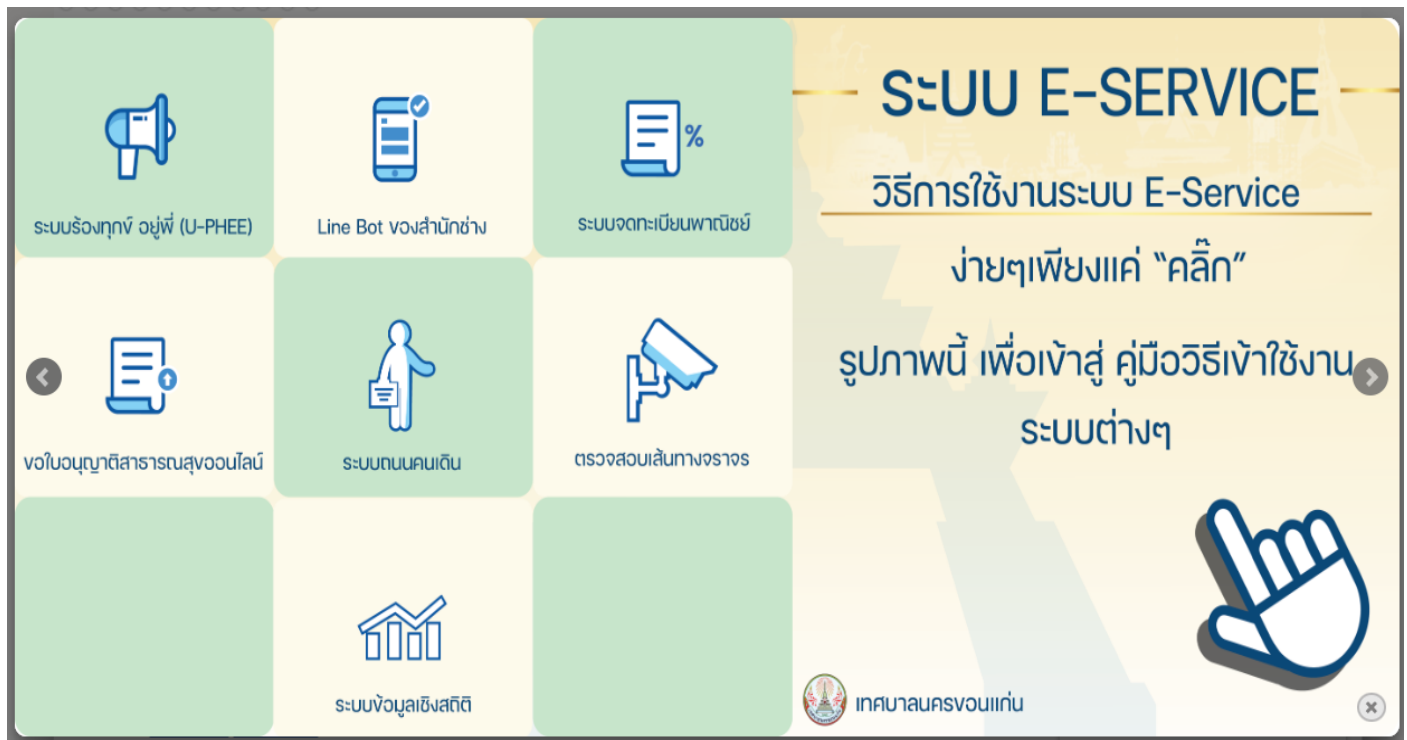 ระบบร้องทุกข์ อยู่พี่ (U-PHEE)
Line Bot ของสำนักช่าง
%
ระบบจดทะเบียนพาณิชย์
ขอใบอนุญาติสาธารณสุขออนไลน์
ระบบถนนคนเดิน
ตรวจสอบเส้นทางจราจร
ระบบข้อมูลเชิงสถิติ
ระบบ E-SERVICE
วิธีการใช้งานระบบ E-Service
ง่ายๆเพียงแค่ “คลิ๊ก”
รูปภาพนี้ เพื่อเข้าสู่ คู่มือวิธีเข้าใช้งาน
ระบบต่างๆ
เทศบาลนครขอนแก่น